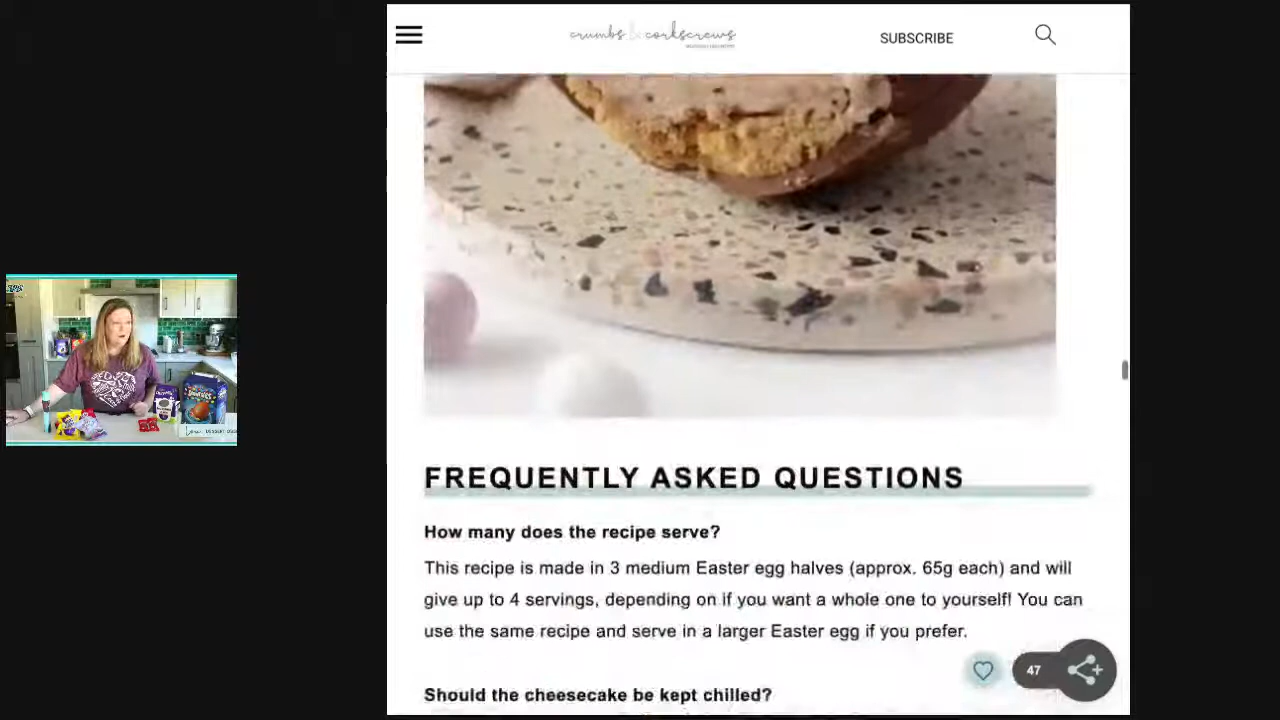 crumbs & corkscrews
SUBSCRIBE
FREQUENTLY ASKED QUESTIONS
How many does the recipe serve?
This recipe is made in 3 medium Easter egg halves (approx. 65g each) and will
give up to 4 servings, depending on if you want a whole one to yourself! You can
use the same recipe and serve in a larger Easter egg if you prefer.
47
Should the cheesecake be kept chilled?